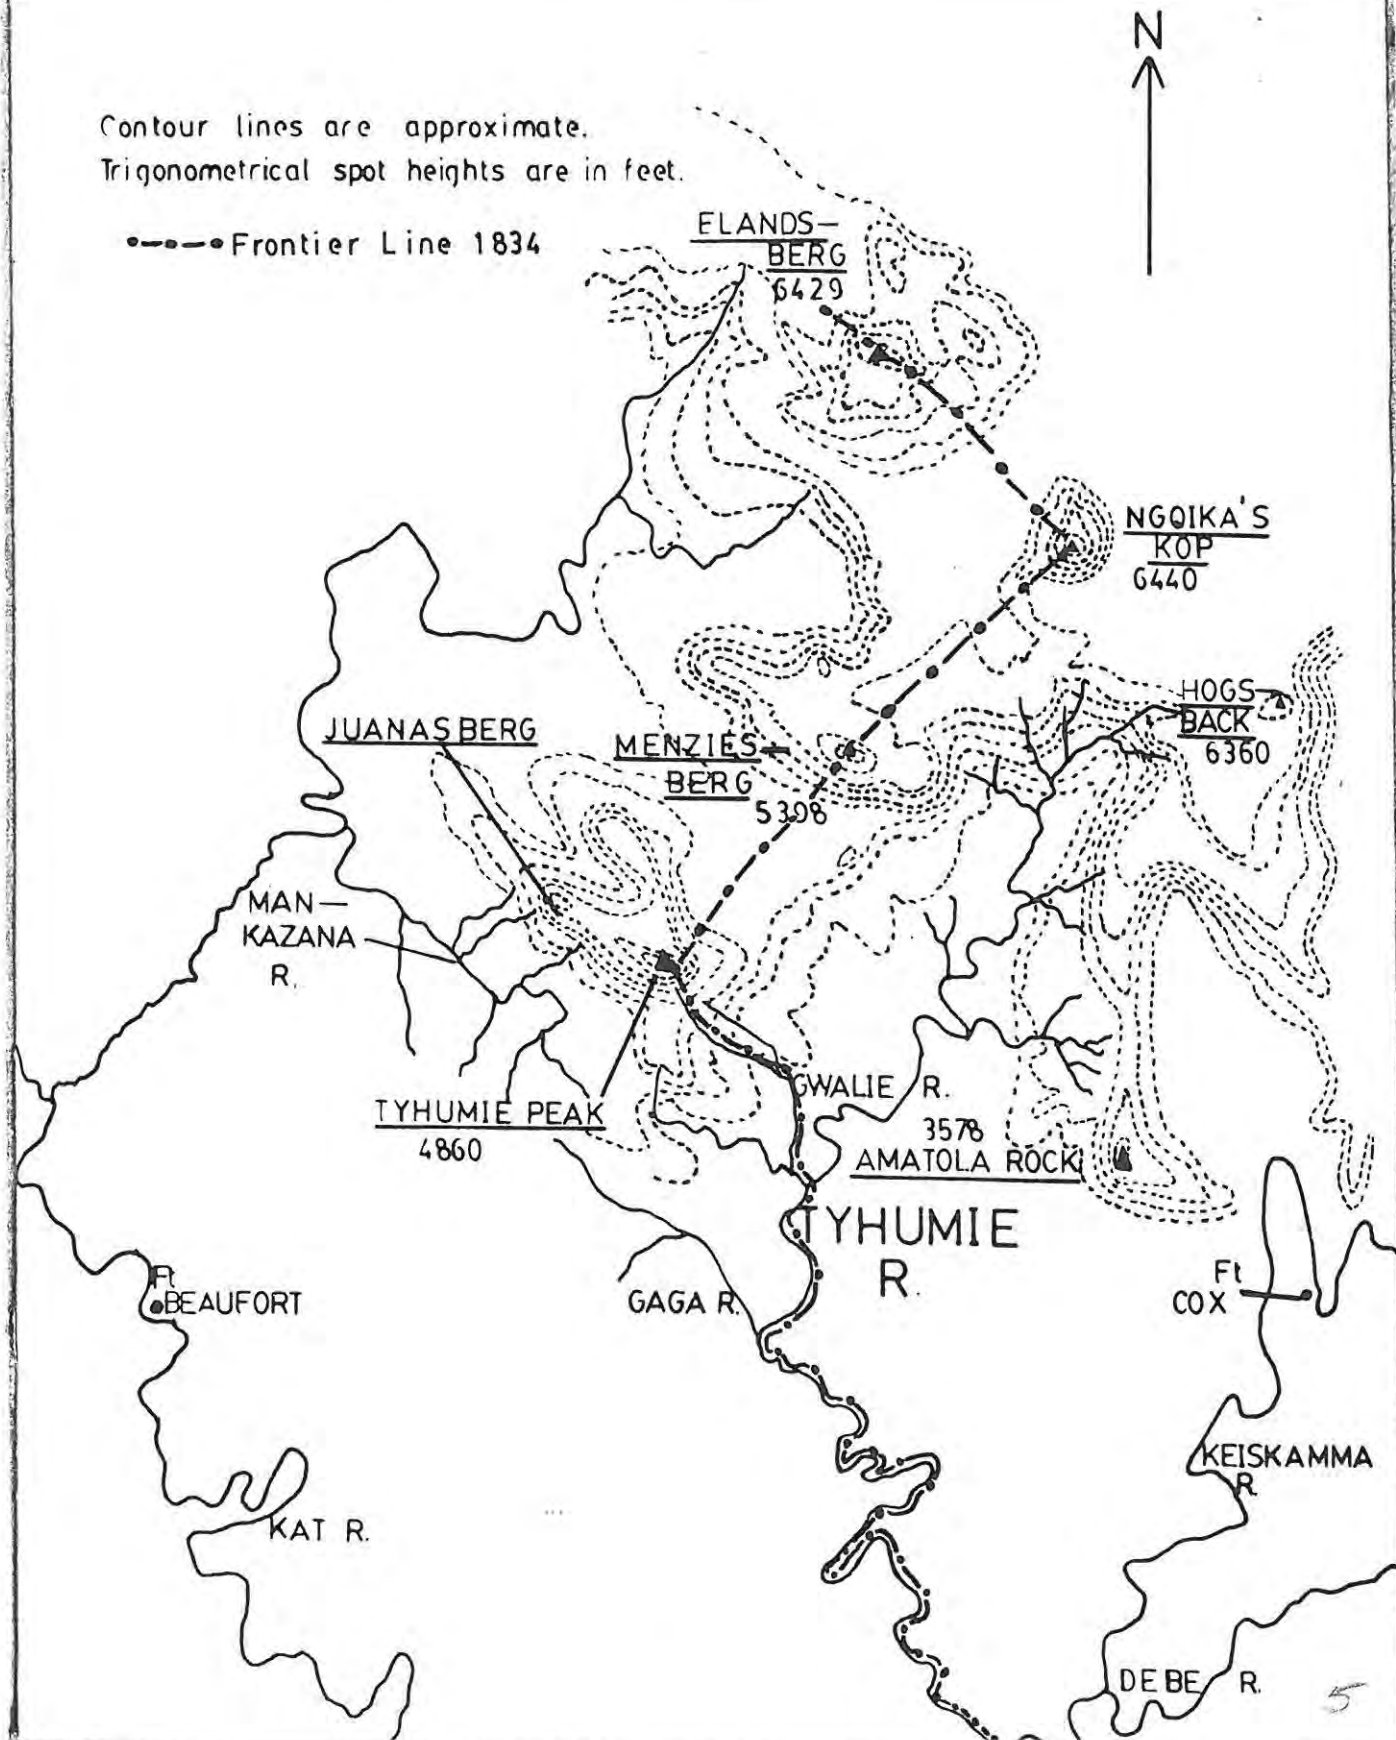 N
Contour lines are approximate.
Trigonometrical spot heights are in feet.
Frontier Line 1834
ELANDS-
BERG
6429
NGQIKA'S
KOP
6440
HOGS
BACK
6360
JUANASBERG
MENZIES
BERG
5398
MAN-
KAZANA
R.
TYHUMIE PEAK
4860
GWALIE R.
3578
AMATOLA ROCK
TYHUMIE
R.
Ft
BEAUFORT
GAGA R.
Ft
COX
KEISKAMMA
R.
KAT R.
DEBE R.
5